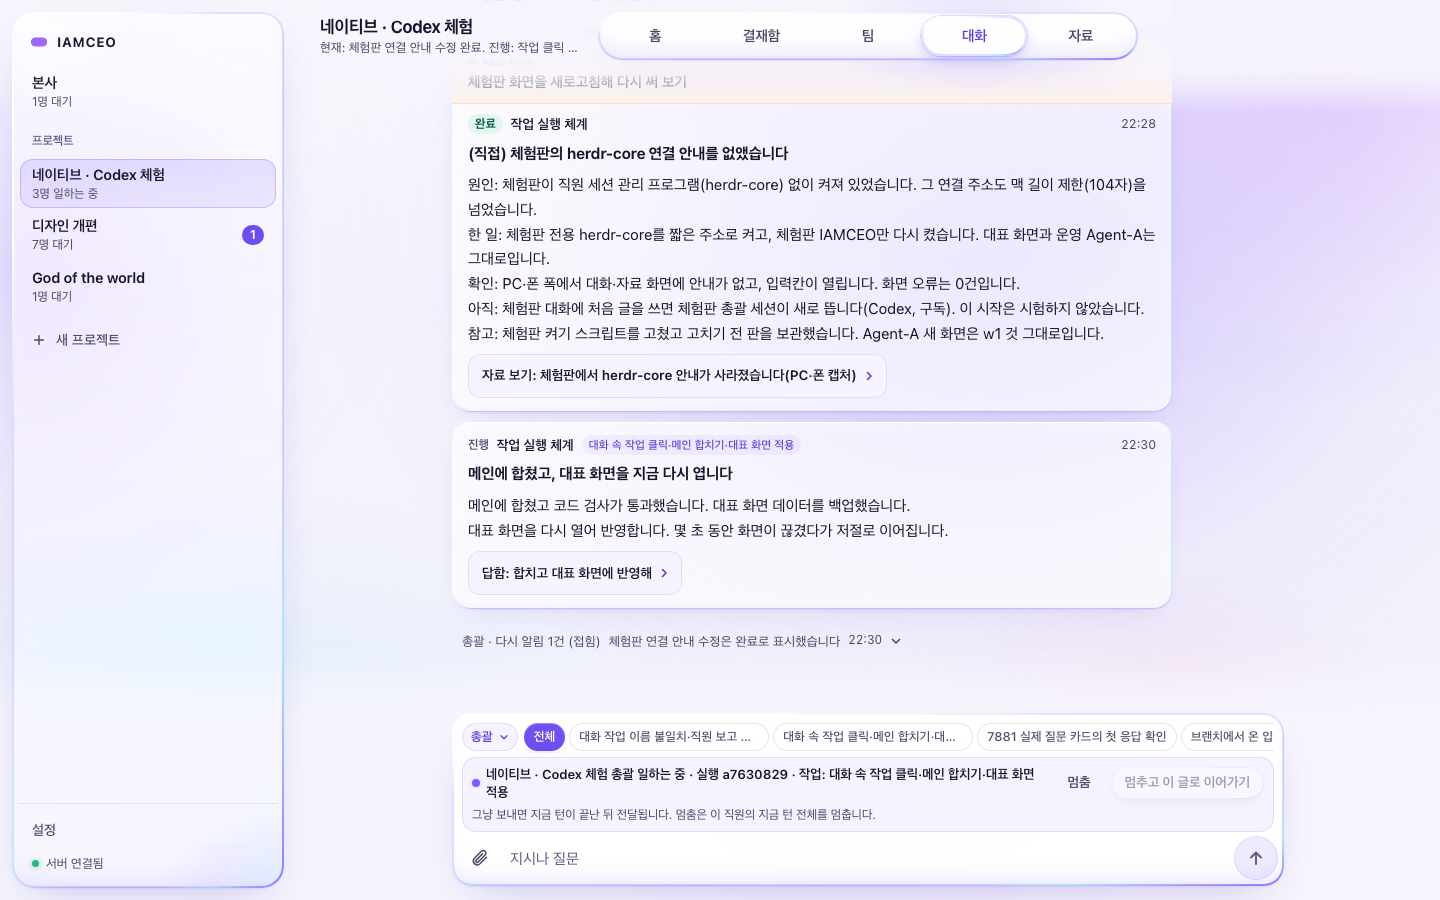 IAMCEO
본사
1명 대기
프로젝트
네이티브 · Codex 체험
3명 일하는 중
디자인 개편
7명 대기
1
God of the world
1명 대기
새 프로젝트
설정
서버 연결됨
네이티브 · Codex 체험
현재: 체험판 연결 안내 수정 완료. 진행: 작업 클릭 ...
홈
결재함
팀
대화
자료
체험판 화면을 새로고침해 다시 써 보기
완료 작업 실행 체계 22:28
(직접) 체험판의 herdr-core 연결 안내를 없앴습니다
원인: 체험판이 직원 세션 관리 프로그램(herdr-core) 없이 켜져 있었습니다. 그 연결 주소도 맥 길이 제한(104자)을
넘었습니다.
한 일: 체험판 전용 herdr-core를 짧은 주소로 켜고, 체험판 IAMCEO만 다시 켰습니다. 대표 화면과 운영 Agent-A는
그대로입니다.
확인: PC·폰 폭에서 대화·자료 화면에 안내가 없고, 입력칸이 열립니다. 화면 오류는 0건입니다.
아직: 체험판 대화에 처음 글을 쓰면 체험판 총괄 세션이 새로 뜹니다(Codex, 구독). 이 시작은 시험하지 않았습니다.
참고: 체험판 켜기 스크립트를 고쳤고 고치기 전 판을 보관했습니다. Agent-A 새 화면은 w1 것 그대로입니다.
자료 보기: 체험판에서 herdr-core 안내가 사라졌습니다(PC·폰 캡처)
진행 작업 실행 체계 대화 속 작업 클릭·메인 합치기·대표 화면 적용 22:30
메인에 합쳤고, 대표 화면을 지금 다시 엽니다
메인에 합쳤고 코드 검사가 통과했습니다. 대표 화면 데이터를 백업했습니다.
대표 화면을 다시 열어 반영합니다. 몇 초 동안 화면이 끊겼다가 저절로 이어집니다.
답함: 합치고 대표 화면에 반영해
총괄 · 다시 알림 1건 (접힘) 체험판 연결 안내 수정은 완료로 표시했습니다 22:30
총괄
전체
대화 작업 이름 불일치·직원 보고 ...
대화 속 작업 클릭·메인 합치기·대...
7881 실제 질문 카드의 첫 응답 확인
브랜치에서 온 입
네이티브 · Codex 체험 총괄 일하는 중 · 실행 a7630829 · 작업: 대화 속 작업 클릭·메인 합치기·대표 화면
적용
멈춤
멈추고 이 글로 이어가기
그냥 보내면 지금 턴이 끝난 뒤 전달됩니다. 멈춤은 이 직원의 지금 턴 전체를 멈춥니다.
지시나 질문